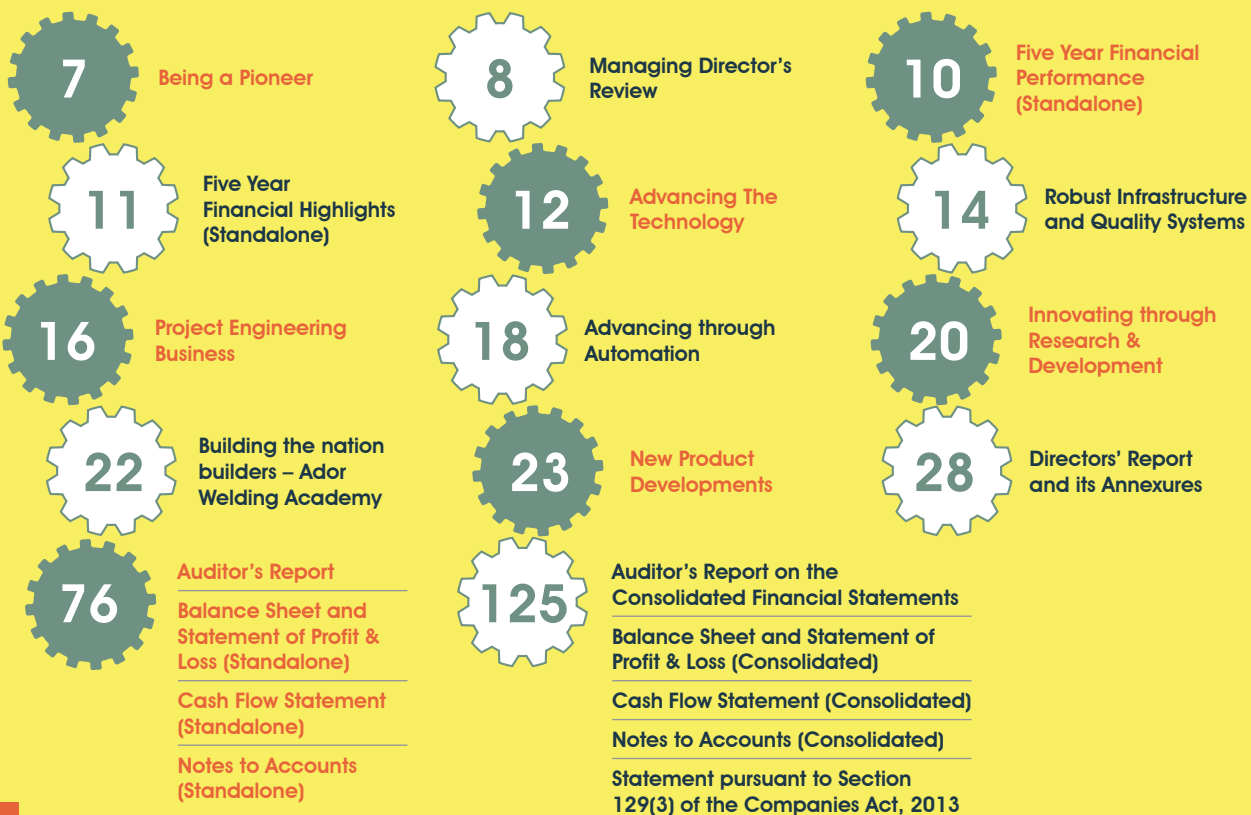 7
Being a Pioneer
8
Managing Director's
Review
10
Five Year Financial
Performance
(Standalone)
11
Five Year
Financial Highlights
(Standalone)
12
Advancing The
Technology
14
Robust Infrastructure
and Quality Systems
16
Project Engineering
Business
18
Advancing through
Automation
20
Innovating through
Research &
Development
22
Building the nation
builders – Ador
Welding Academy
23
New Product
Developments
28
Directors' Report
and its Annexures
76
Auditor's Report
Balance Sheet and
Statement of Profit &
Loss (Standalone)
Cash Flow Statement
(Standalone)
Notes to Accounts
(Standalone)
125
Auditor's Report on the
Consolidated Financial Statements
Balance Sheet and Statement of
Profit & Loss (Consolidated)
Cash Flow Statement (Consolidated)
Notes to Accounts (Consolidated)
Statement pursuant to Section
129(3) of the Companies Act, 2013